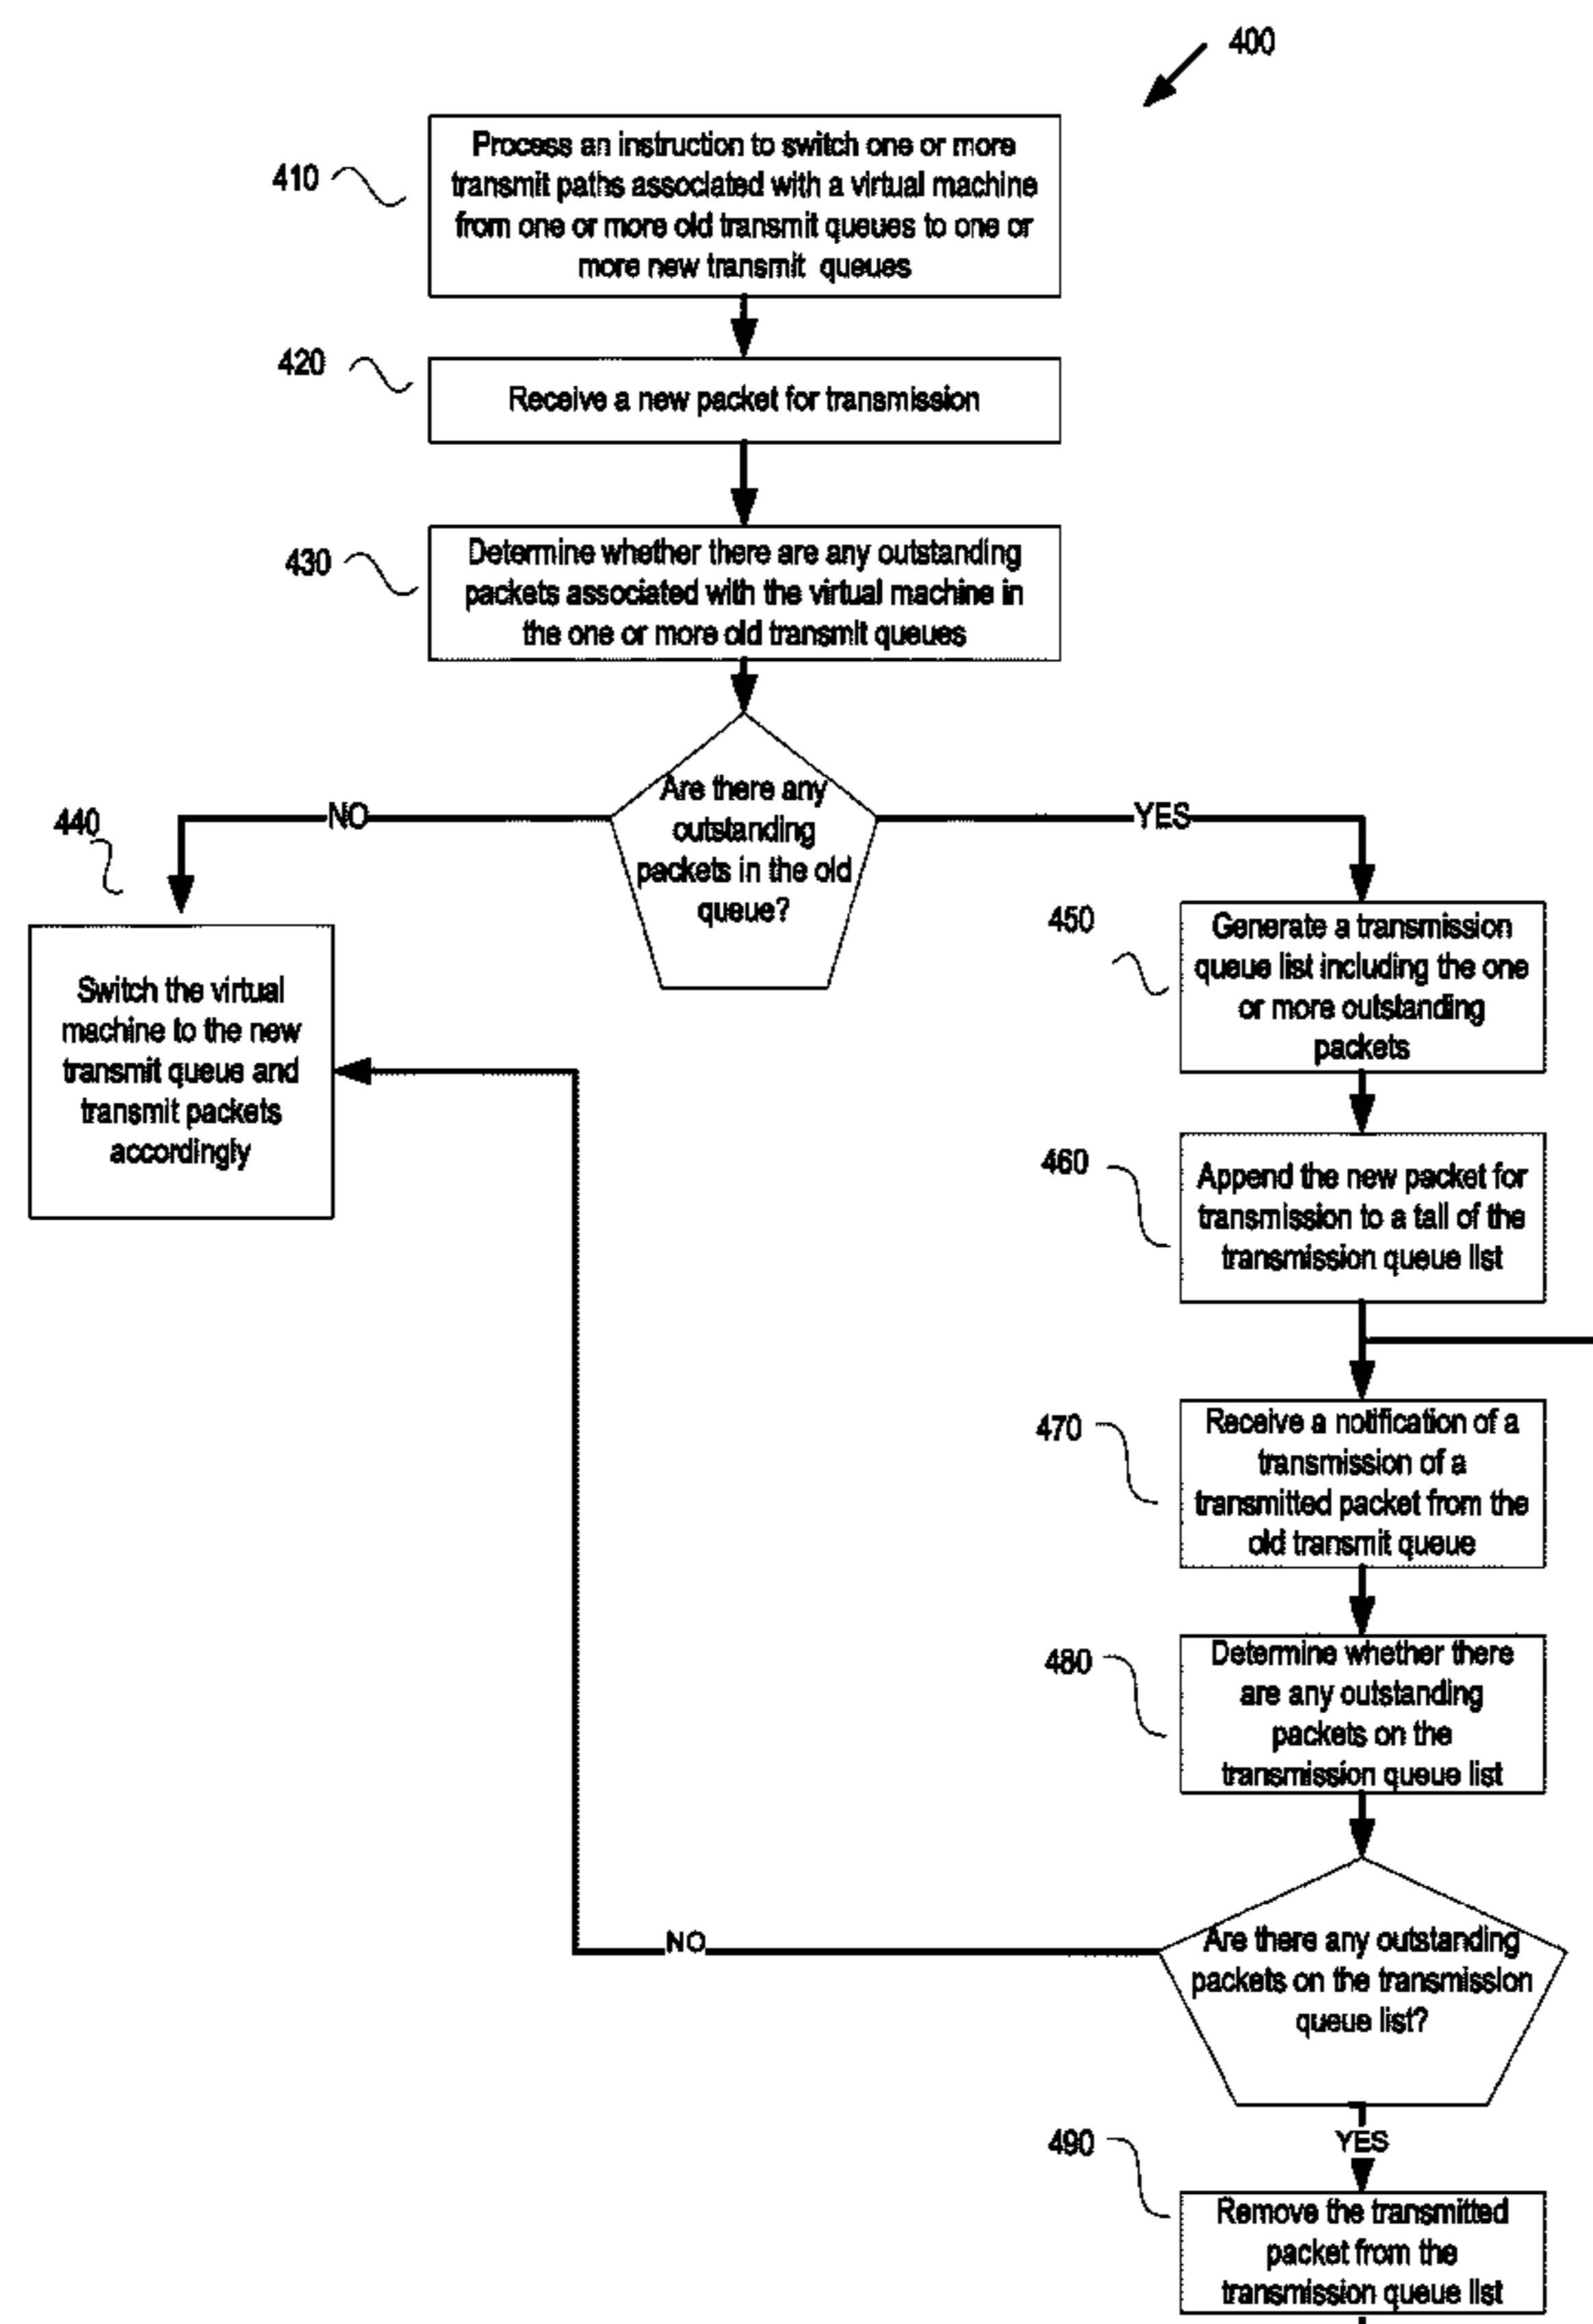 400
410
Process an instruction to switch one or more
transmit paths associated with a virtual machine
from one or more old transmit queues to one or
more new transmit queues
420
Receive a new packet for transmission
430
Determine whether there are any outstanding
packets associated with the virtual machine in
the one or more old transmit queues
Are there any
outstanding
packets in the old
queue?
NO
YES
440
Switch the virtual
machine to the new
transmit queue and
transmit packets
accordingly
450
Generate a transmission
queue list including the one
or more outstanding
packets
460
Append the new packet for
transmission to a tail of the
transmission queue list
470
Receive a notification of a
transmission of a
transmitted packet from the
old transmit queue
480
Determine whether there
are any outstanding
packets on the
transmission queue list
Are there any outstanding
packets on the transmission
queue list?
NO
YES
490
Remove the transmitted
packet from the
transmission queue list